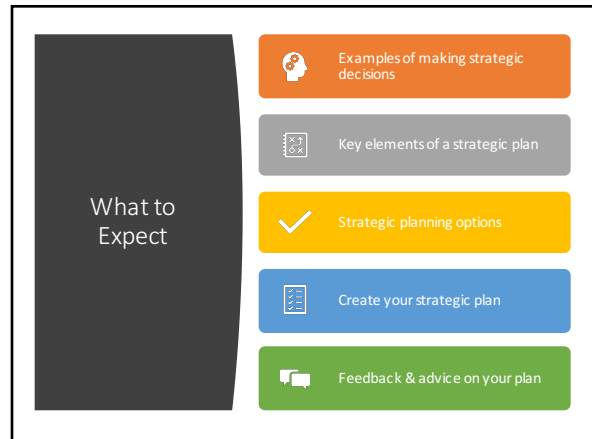 What to
Expect
Examples of making strategic
decisions
Key elements of a strategic plan
Strategic planning options
Create your strategic plan
Feedback & advice on your plan